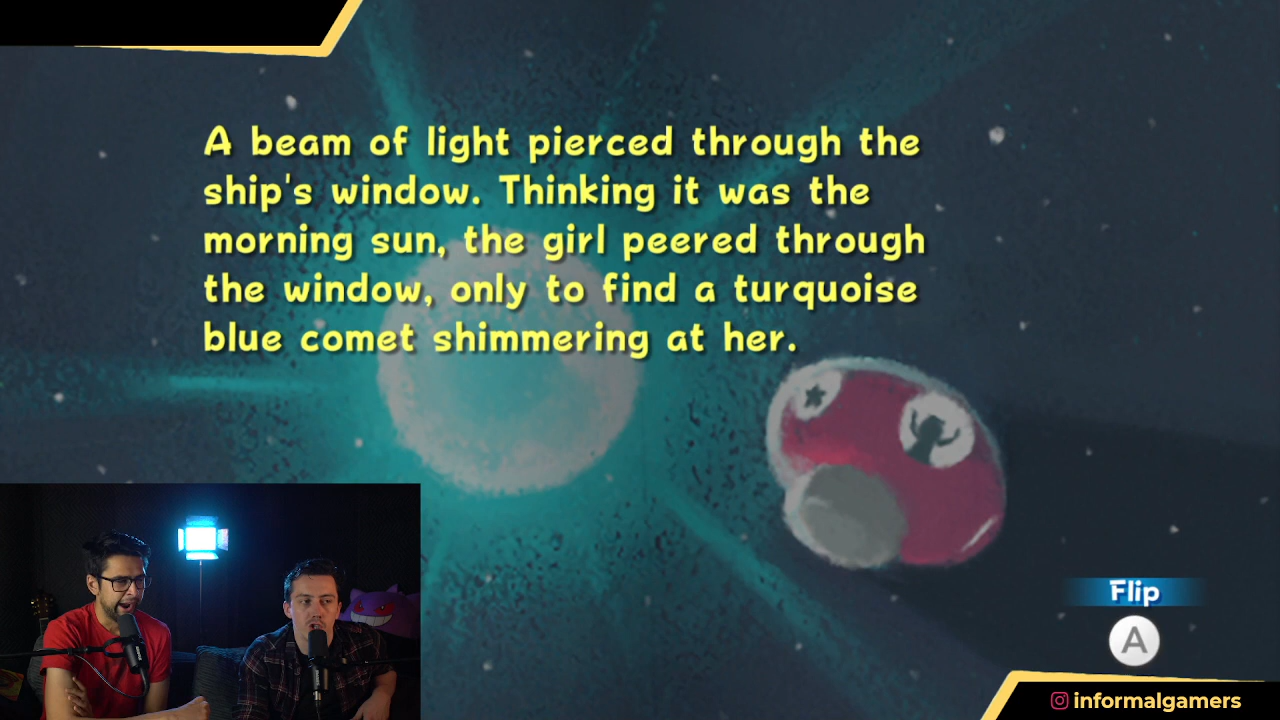 A beam of light pierced through the
ship's window. Thinking it was the
morning sun, the girl peered through
the window, only to find a turquoise
blue comet shimmering at her.
Flip
A
informalgamers